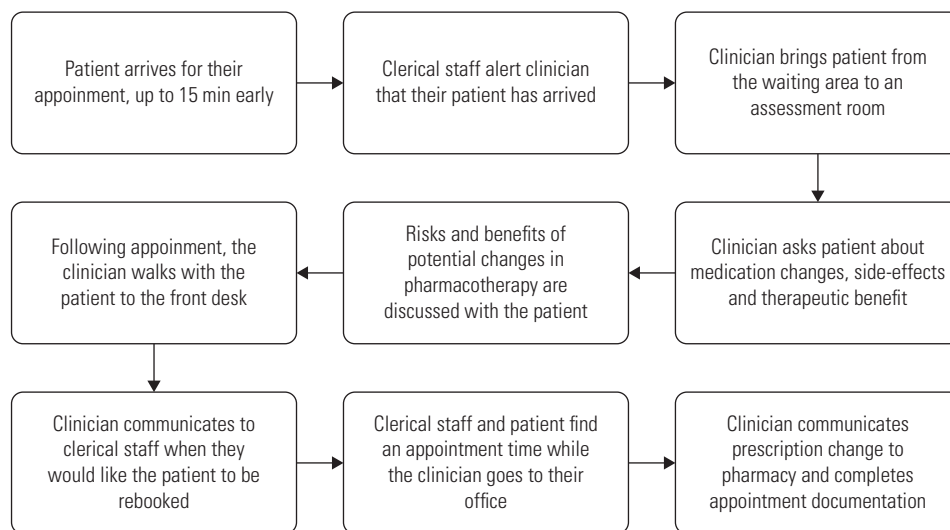 Patient arrives for their
appoinment, up to 15 min early
Clerical staff alert clinician
that their patient has arrived
Clinician brings patient from
the waiting area to an
assessment room
Clinician asks patient about
medication changes, side-effects
and therapeutic benefit
Risks and benefits of
potential changes in
pharmacotherapy are
discussed with the patient
Following appoinment, the
clinician walks with the
patient to the front desk
Clinician communicates to
clerical staff when they
would like the patient to be
rebooked
Clerical staff and patient find
an appointment time while
the clinician goes to their
office
Clinician communicates
prescription change to
pharmacy and completes
appointment documentation